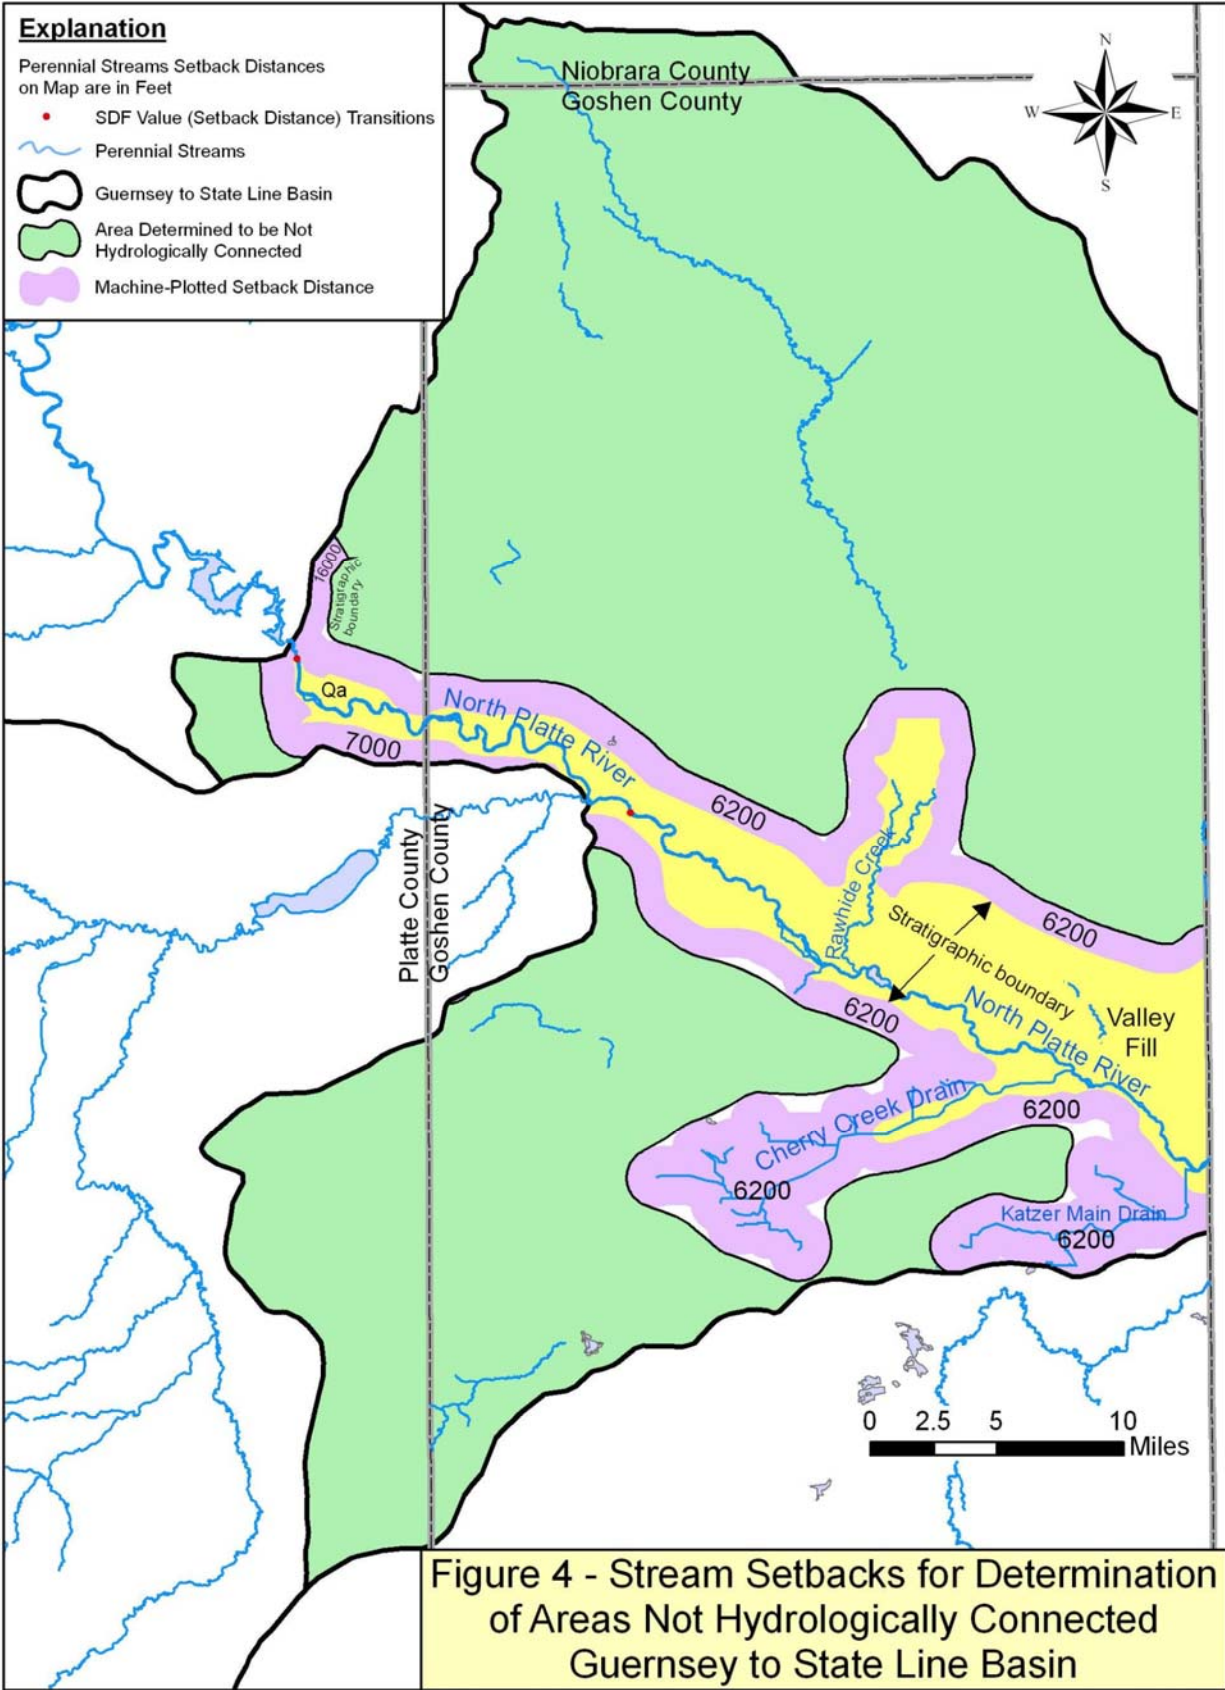 Explanation
Perennial Streams Setback Distances
on Map are in Feet
SDF Value (Setback Distance) Transitions
Perennial Streams
Guernsey to State Line Basin
Area Determined to be Not
Hydrologically Connected
Machine-Plotted Setback Distance
Niobrara County
Goshen County
N
W
E
S
16000
Stratigraphic
boundary
Qa
7000
North Platte River
6200
Platte County
Goshen County
Rawhide Creek
Stratigraphic boundary
6200
6200
North Platte River
Valley
Fill
Cherry Creek Drain
6200
6200
Katzer Main Drain
6200
0 2.5 5 10
Miles
Figure 4 - Stream Setbacks for Determination
of Areas Not Hydrologically Connected
Guernsey to State Line Basin